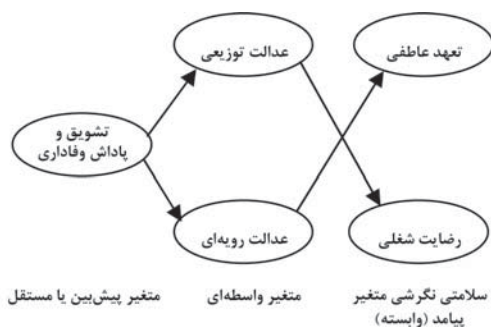 عدالت توزیعی
تعهد عاطفی
تشویق و
پاداش وفاداری
عدالت رویه‌ای
رضایت شغلی
متغیر پیش‌بین یا مستقل
متغیر واسطه‌ای
سلامتی نگرشی متغیر
پیامد (وابسته)